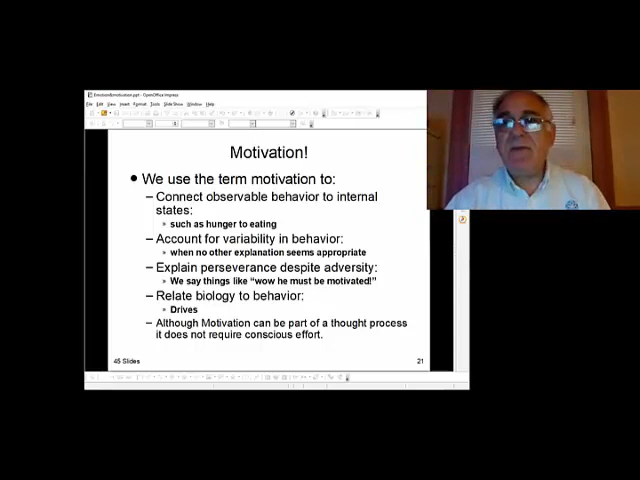 Emotion&motivation.ppt - OpenOffice Impress
File Edit View Insert Format Tools Slide Show Window Help
Motivation!
● We use the term motivation to:
– Connect observable behavior to internal
states:
» such as hunger to eating
– Account for variability in behavior:
» when no other explanation seems appropriate
– Explain perseverance despite adversity:
» We say things like “wow he must be motivated!”
– Relate biology to behavior:
» Drives
– Although Motivation can be part of a thought process
it does not require conscious effort.
45 Slides
21